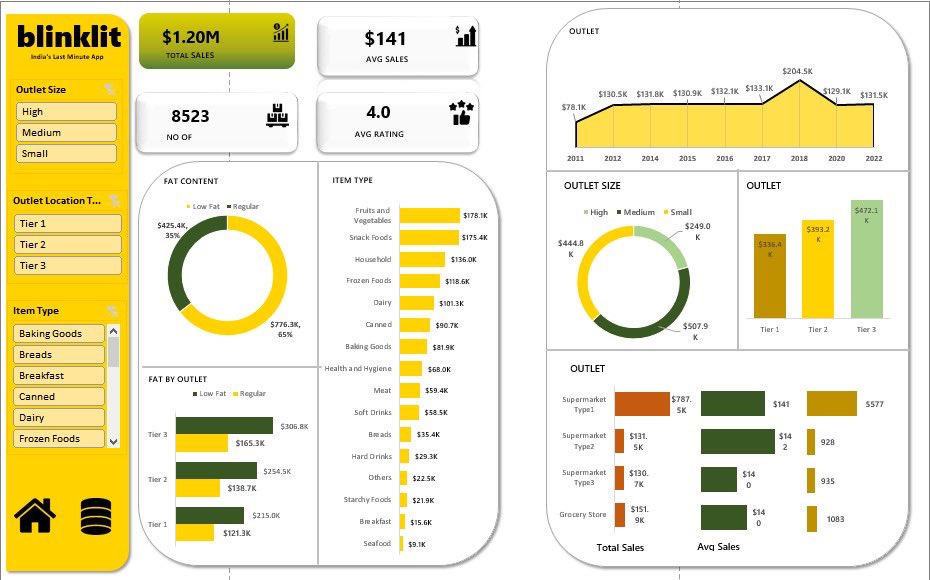 blinklit
India's Last Minute App
Outlet Size
High
Medium
Small
Outlet Location T...
Tier 1
Tier 2
Tier 3
Item Type
Baking Goods
Breads
Breakfast
Canned
Dairy
Frozen Foods
$1.20M
TOTAL SALES
$141
AVG SALES
8523
NO OF
4.0
AVG RATING
FAT CONTENT
Low Fat Regular
$425.4K,
35%
$776.3K,
65%
FAT BY OUTLET
Low Fat Regular
Tier 3
$306.8K
$165.3K
Tier 2
$254.5K
$138.7K
Tier 1
$215.0K
$121.3K
ITEM TYPE
Fruits and
Vegetables
$178.1K
Snack Foods $175.4K
Household $136.0K
Frozen Foods $118.6K
Dairy $101.3K
Canned $90.7K
Baking Goods $81.9K
Health and Hygiene $68.0K
Meat $59.4K
Soft Drinks $58.5K
Breads $35.4K
Hard Drinks $29.3K
Others $22.5K
Starchy Foods $21.9K
Breakfast $15.6K
Seafood $9.1K
OUTLET
$78.1K $130.5K $131.8K $130.9K $132.1K $133.1K $204.5K $129.1K $131.5K
2011 2012 2014 2015 2016 2017 2018 2020 2022
OUTLET SIZE
High Medium Small
$249.0
K
$444.8
K
$507.9
K
OUTLET
$336.4
K
$393.2
K
$472.1
K
Tier 1 Tier 2 Tier 3
OUTLET
Supermarket
Type1
$787.
5K
$141
5577
Supermarket
Type2
$131.
5K
$14
2
928
Supermarket
Type3
$130.
7K
$14
0
935
Grocery Store
$151.
9K
$14
0
1083
Total Sales
Avg Sales